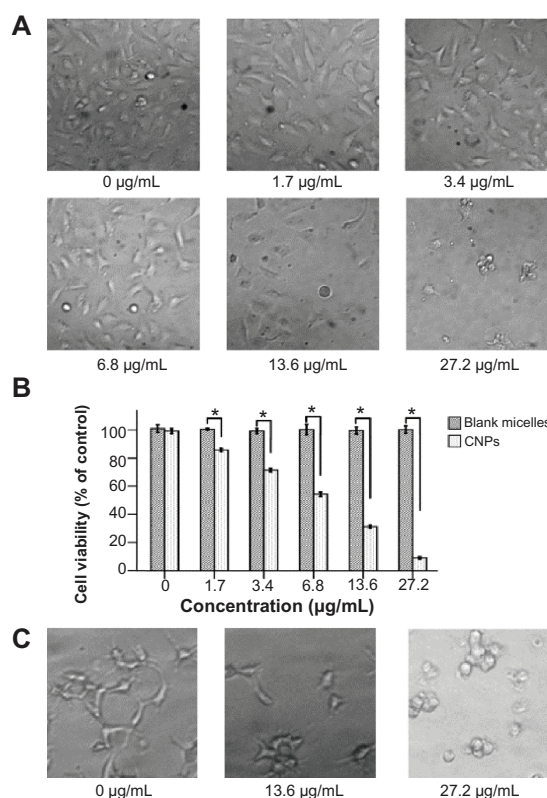 A
0 µg/mL
1.7 µg/mL
3.4 µg/mL
6.8 µg/mL
13.6 µg/mL
27.2 µg/mL
B
Cell viability (% of control)
100
80
60
40
20
0
* * * * *
Blank micelles
CNPs
0 1.7 3.4 6.8 13.6 27.2
Concentration (µg/mL)
C
0 µg/mL
13.6 µg/mL
27.2 µg/mL